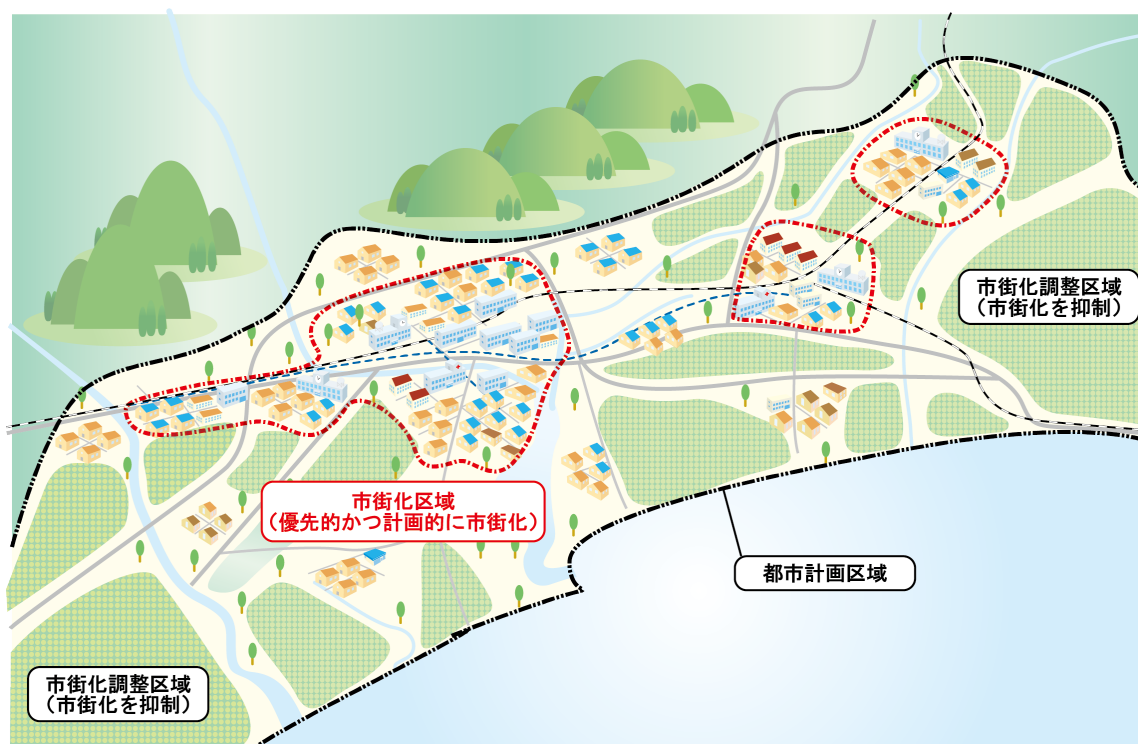 市街化調整区域
（市街化を抑制）
市街化区域
（優先的かつ計画的に市街化）
都市計画区域
市街化調整区域
（市街化を抑制）